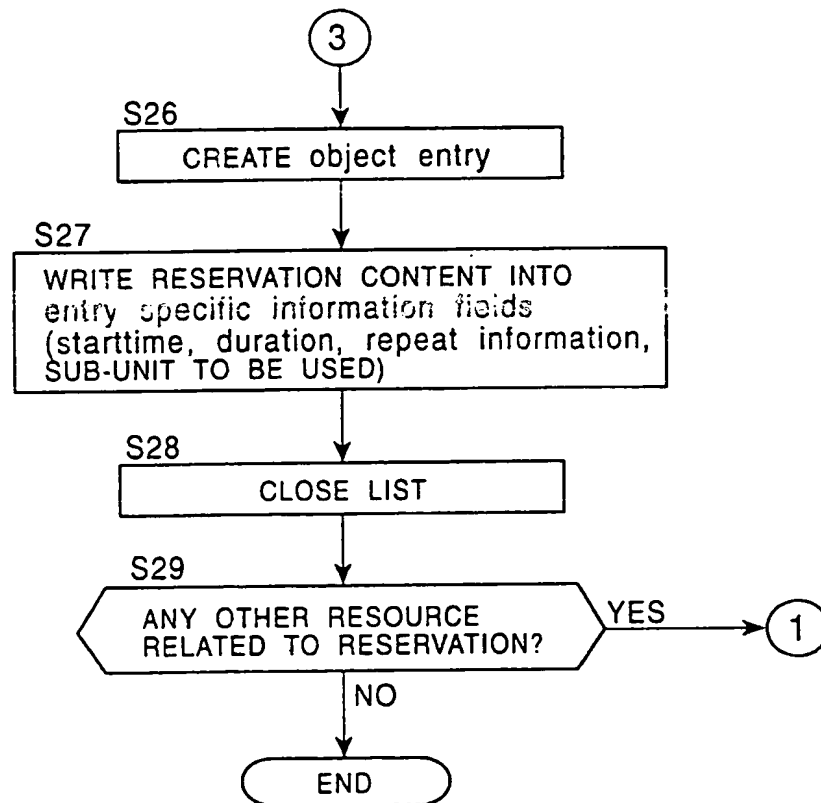 3
S26
CREATE object entry
S27
WRITE RESERVATION CONTENT INTO
entry specific information fields
(starttime, duration, repeat information,
SUB-UNIT TO BE USED)
S28
CLOSE LIST
S29
ANY OTHER RESOURCE
RELATED TO RESERVATION?
YES
1
NO
END